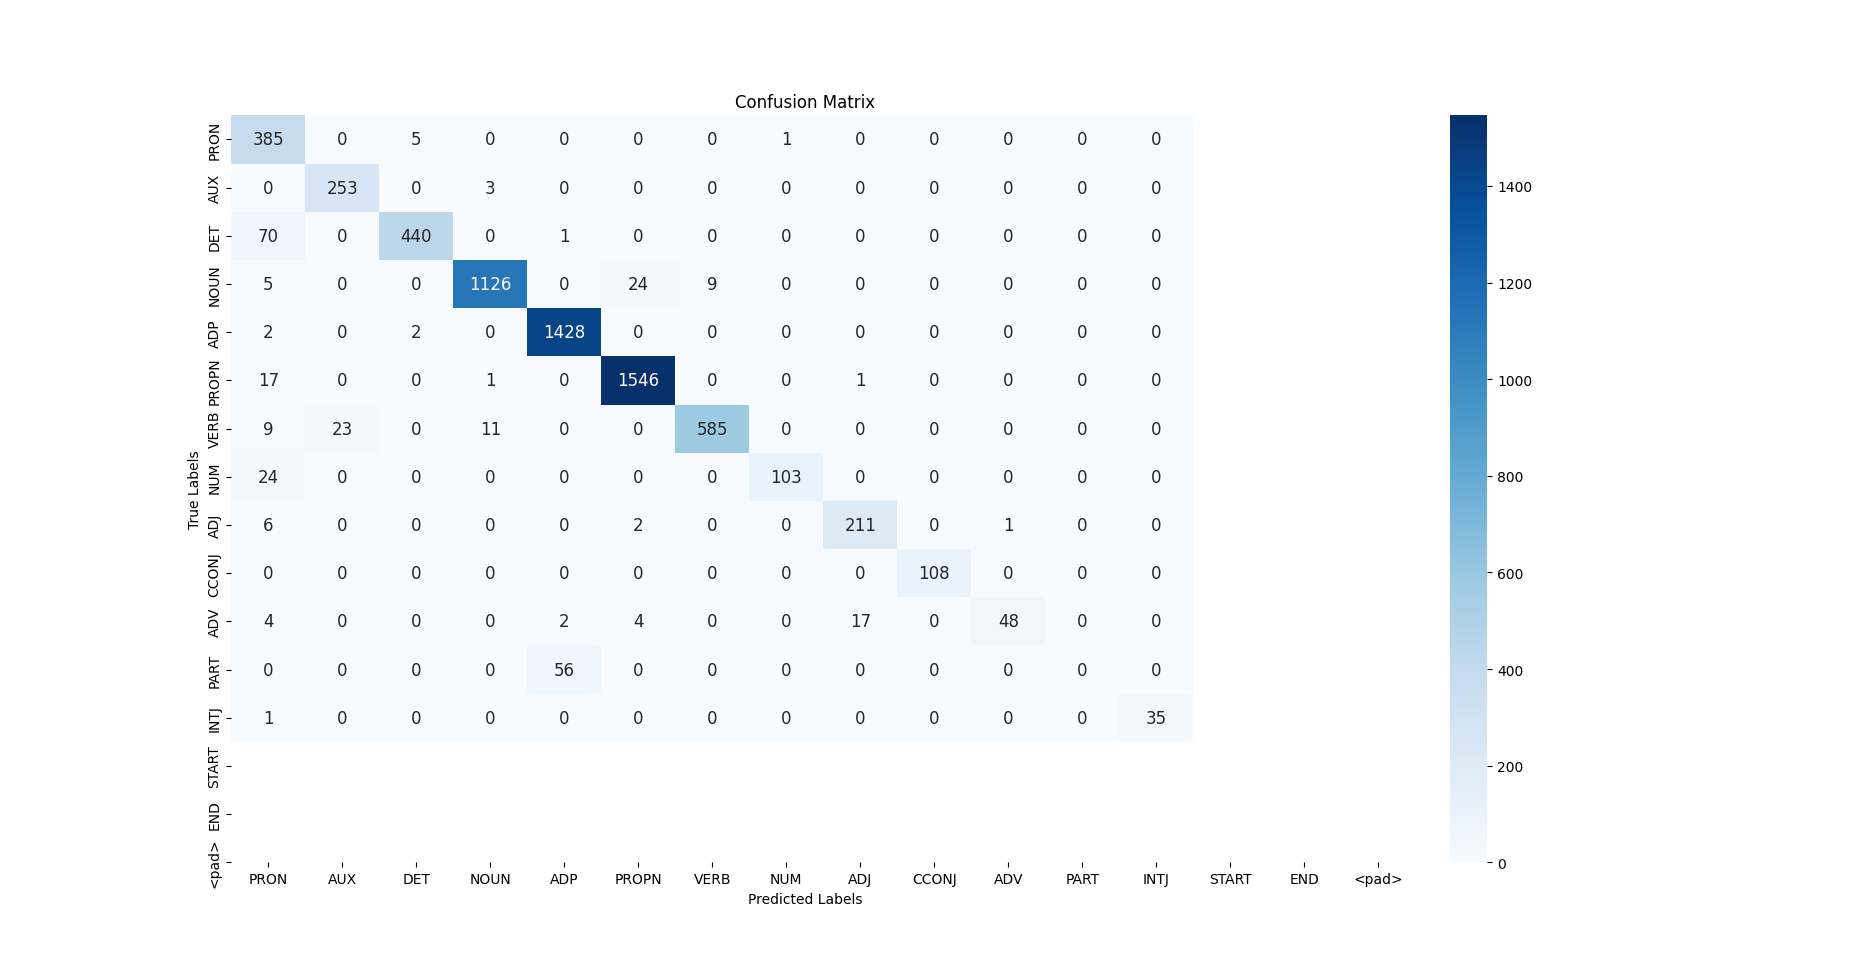 Confusion Matrix
PRON 385 0 5 0 0 0 0 1 0 0 0 0 0
AUX 0 253 0 3 0 0 0 0 0 0 0 0 0
DET 70 0 440 0 1 0 0 0 0 0 0 0 0
NOUN 5 0 0 1126 0 24 9 0 0 0 0 0 0
ADP 2 0 2 0 1428 0 0 0 0 0 0 0 0
PROPN 17 0 0 1 0 1546 0 0 1 0 0 0 0
VERB 9 23 0 11 0 0 585 0 0 0 0 0 0
NUM 24 0 0 0 0 0 0 103 0 0 0 0 0
ADJ 6 0 0 0 0 2 0 0 211 0 1 0 0
CCONJ 0 0 0 0 0 0 0 0 0 108 0 0 0
ADV 4 0 0 0 2 4 0 0 17 0 48 0 0
PART 0 0 0 0 56 0 0 0 0 0 0 0 0
INTJ 1 0 0 0 0 0 0 0 0 0 0 0 35
START
END
<pad>
True Labels
PRON AUX DET NOUN ADP PROPN VERB NUM ADJ CCONJ ADV PART INTJ START END <pad>
Predicted Labels
1400
1200
1000
800
600
400
200
0